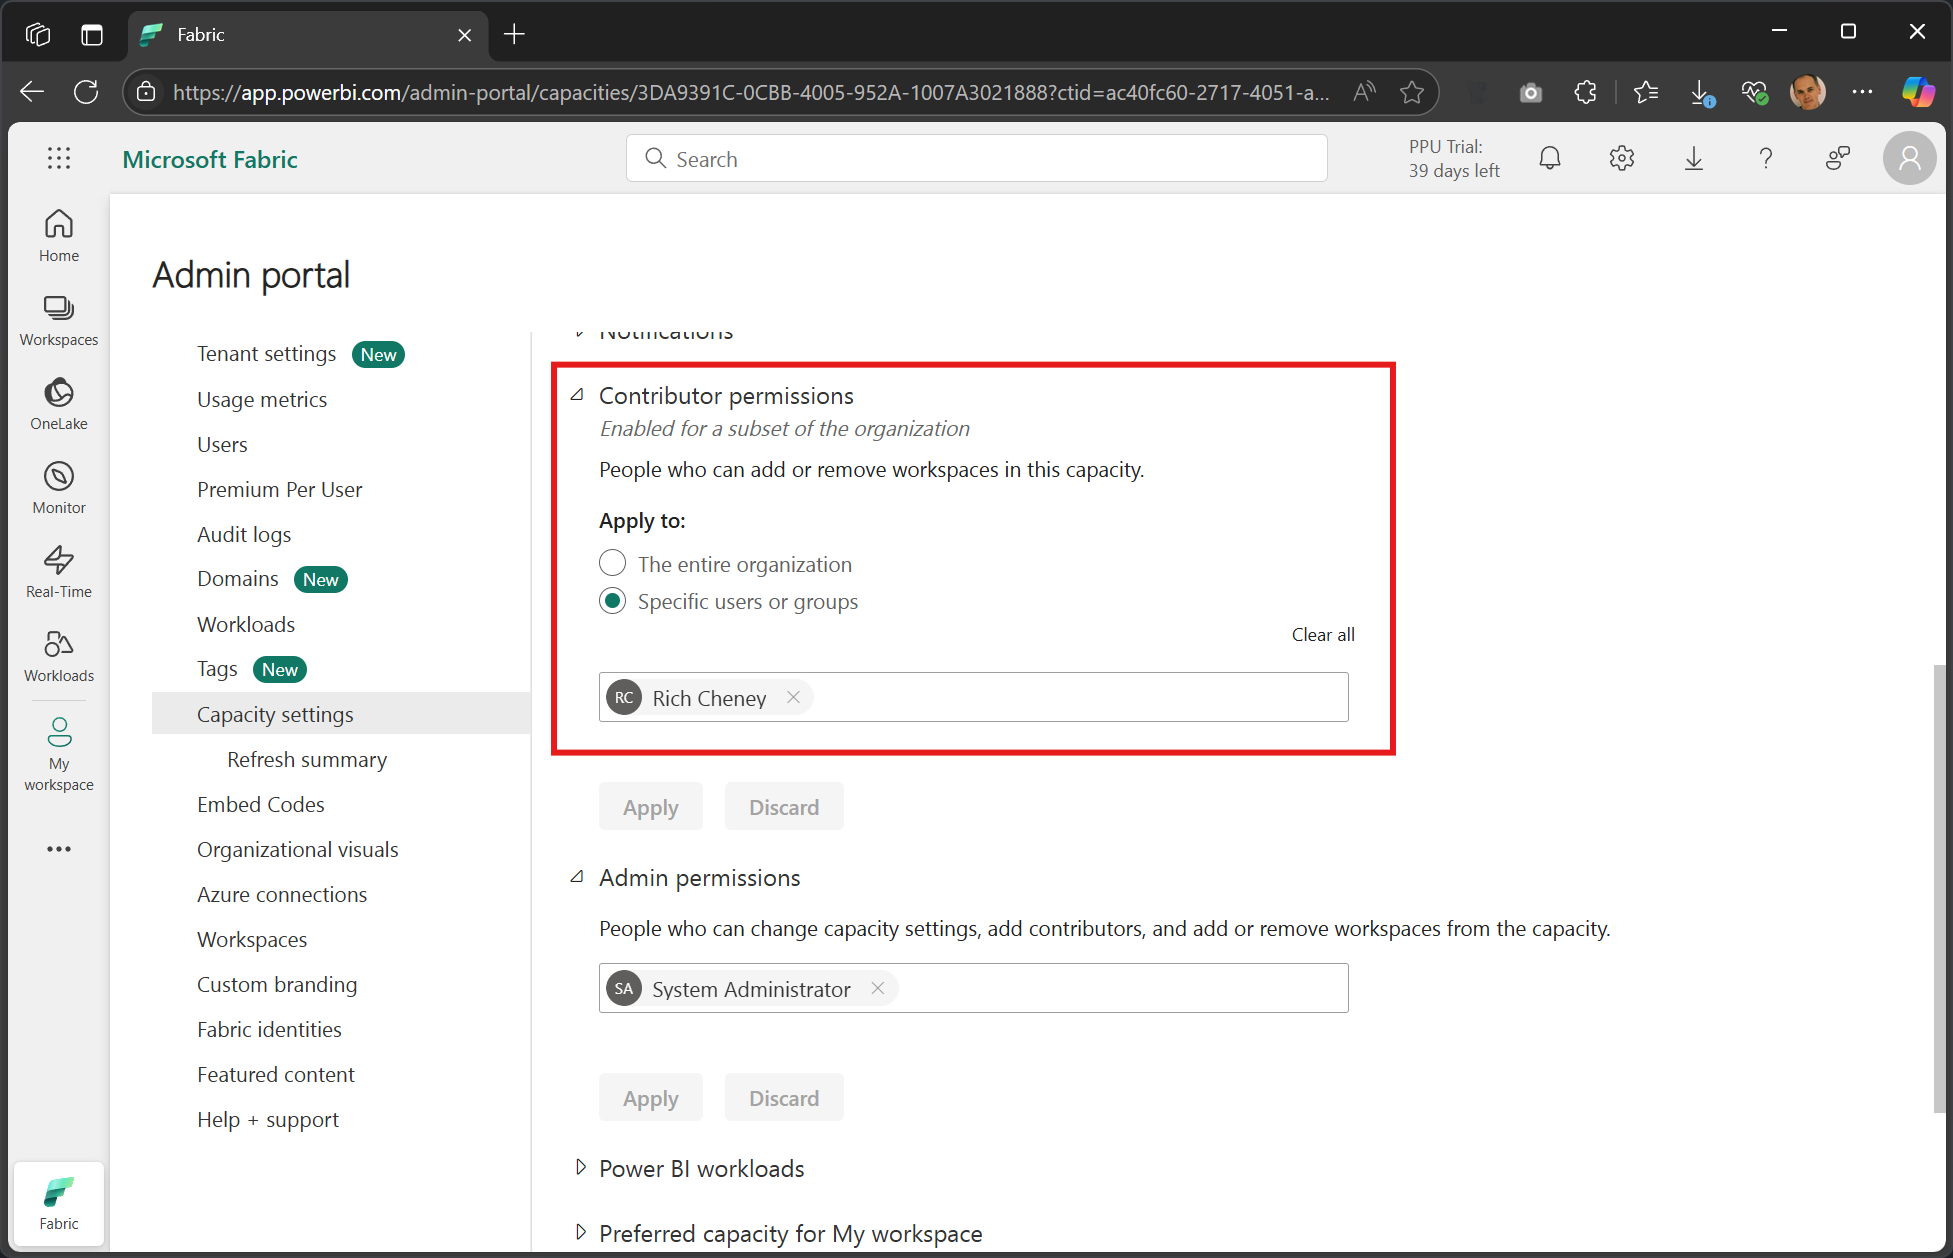 Fabric
https://app.powerbi.com/admin-portal/capacities/3DA9391C-0CBB-4005-952A-1007A3021888?ctid=ac40fc60-2717-4051-a...
Microsoft Fabric
Search
PPU Trial:
39 days left
Home
Workspaces
OneLake
Monitor
Real-Time
Workloads
My
workspace
Fabric
Admin portal
Tenant settings New
Usage metrics
Users
Premium Per User
Audit logs
Domains New
Workloads
Tags New
Capacity settings
Refresh summary
Embed Codes
Organizational visuals
Azure connections
Workspaces
Custom branding
Fabric identities
Featured content
Help + support
Notifications
Contributor permissions
Enabled for a subset of the organization
People who can add or remove workspaces in this capacity.
Apply to:
The entire organization
Specific users or groups
Clear all
RC Rich Cheney
Apply Discard
Admin permissions
People who can change capacity settings, add contributors, and add or remove workspaces from the capacity.
SA System Administrator
Apply Discard
Power BI workloads
Preferred capacity for My workspace